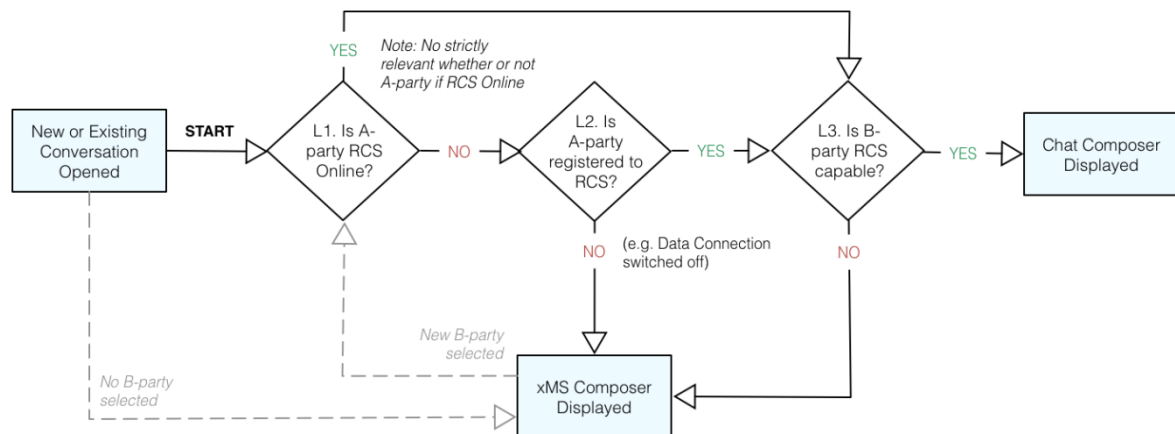 YES
Note: No strictly
relevant whether or not
A-party if RCS Online
New or Existing
Conversation
Opened
START
L1. Is A-
party RCS
Online?
NO
L2. Is
A-party
registered to
RCS?
YES
L3. Is B-
party RCS
capable?
YES
Chat Composer
Displayed
NO
(e.g. Data Connection
switched off)
NO
New B-party
selected
No B-party
selected
xMS Composer
Displayed